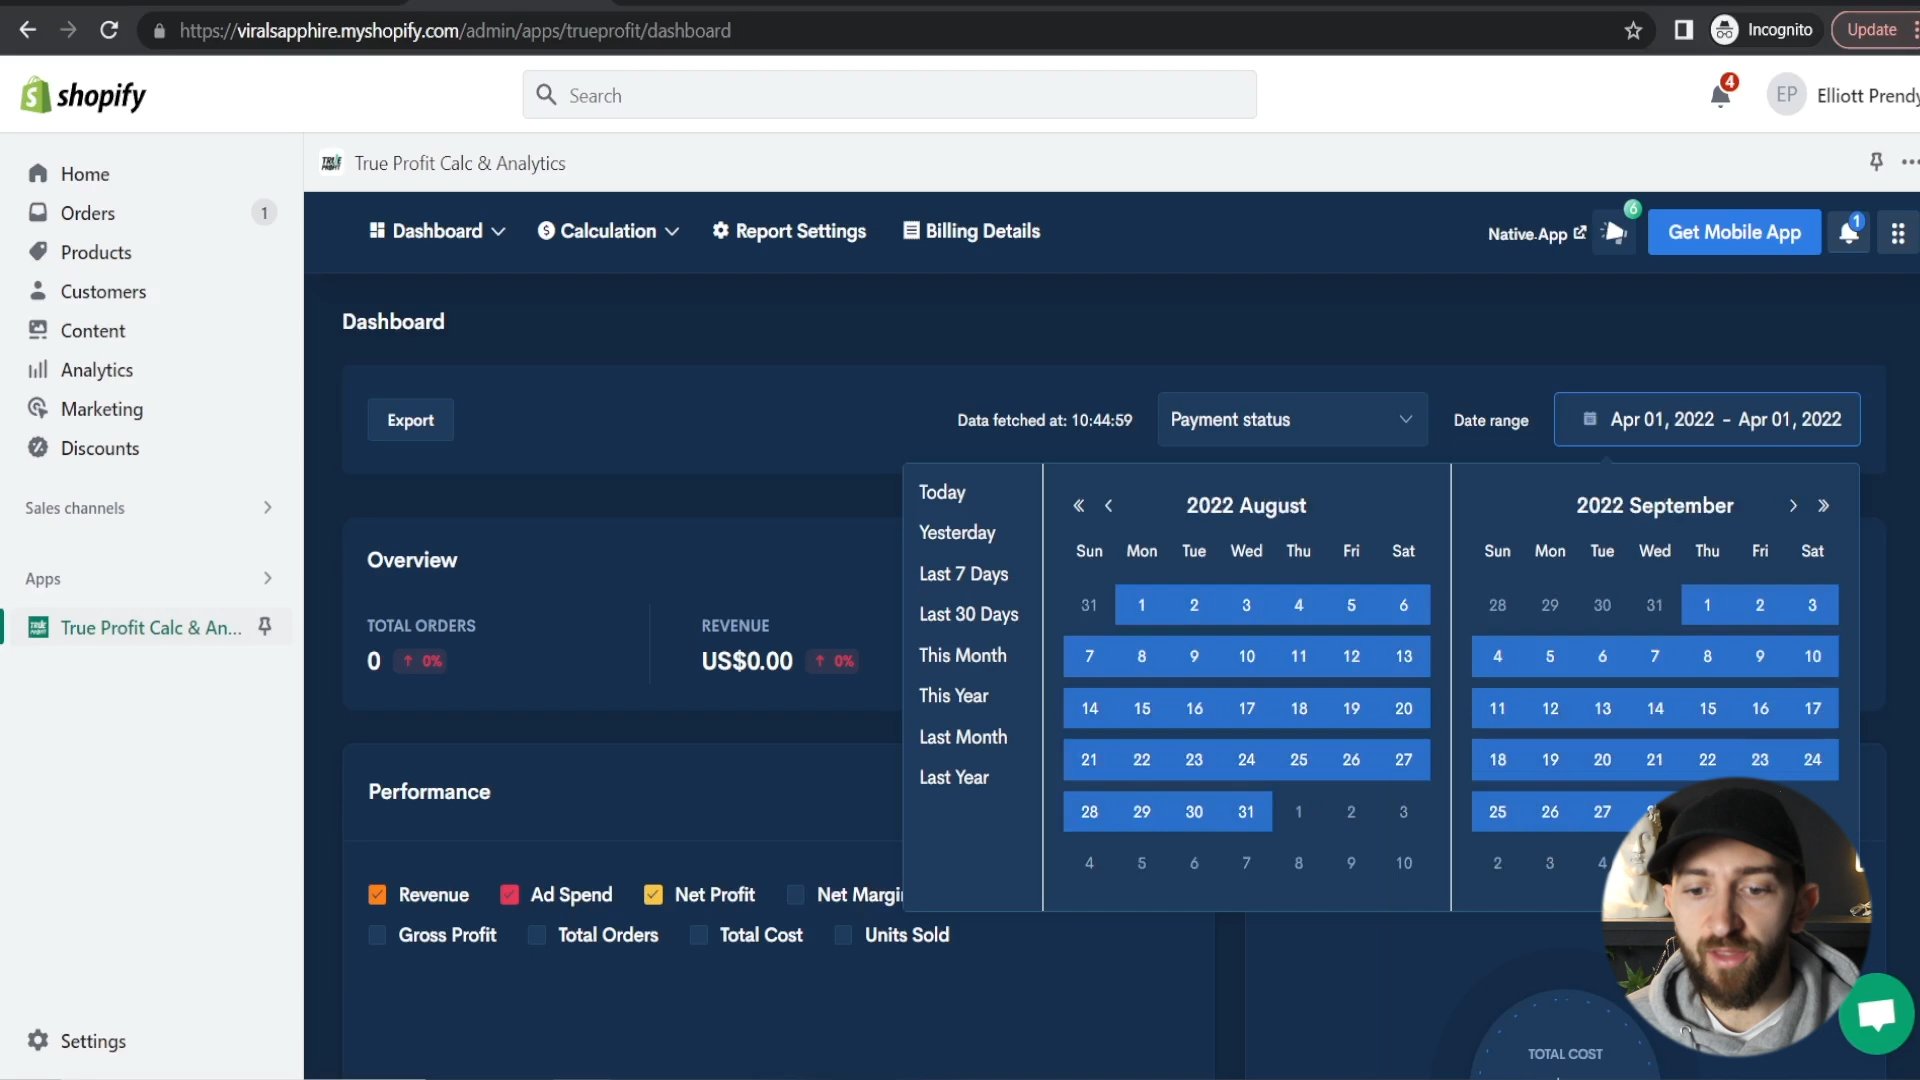 https://viralsapphire.myshopify.com/admin/apps/trueprofit/dashboard
Incognito
Update
shopify
Search
4
EP
Elliott Prendy
Home
Orders
1
Products
Customers
Content
Analytics
Marketing
Discounts
Sales channels
Apps
True Profit Calc & An...
Settings
TRUE PROFIT
True Profit Calc & Analytics
Dashboard
Calculation
Report Settings
Billing Details
Native.App
6
Get Mobile App
1
Dashboard
Export
Data fetched at: 10:44:59
Payment status
Date range
Apr 01, 2022 - Apr 01, 2022
Overview
TOTAL ORDERS
0 ↑ 0%
REVENUE
US$0.00 ↑ 0%
Performance
Revenue
Ad Spend
Net Profit
Net Margin
Gross Profit
Total Orders
Total Cost
Units Sold
Today
Yesterday
Last 7 Days
Last 30 Days
This Month
This Year
Last Month
Last Year
« ‹ 2022 August
Sun Mon Tue Wed Thu Fri Sat
31 1 2 3 4 5 6
7 8 9 10 11 12 13
14 15 16 17 18 19 20
21 22 23 24 25 26 27
28 29 30 31 1 2 3
4 5 6 7 8 9 10
2022 September › »
Sun Mon Tue Wed Thu Fri Sat
28 29 30 31 1 2 3
4 5 6 7 8 9 10
11 12 13 14 15 16 17
18 19 20 21 22 23 24
25 26 27
2 3 4
TOTAL COST